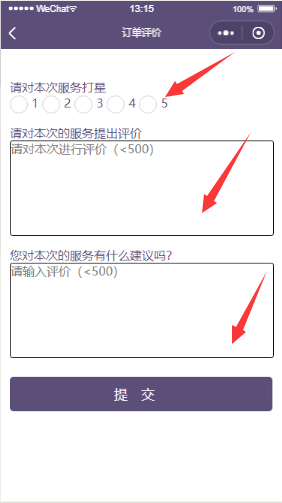 WeChat 13:15 100%
订单评价
请对本次服务打星
1 2 3 4 5
请对本次的服务提出评价
请对本次进行评价（<500）
您对本次的服务有什么建议吗？
请输入评价（<500）
提 交